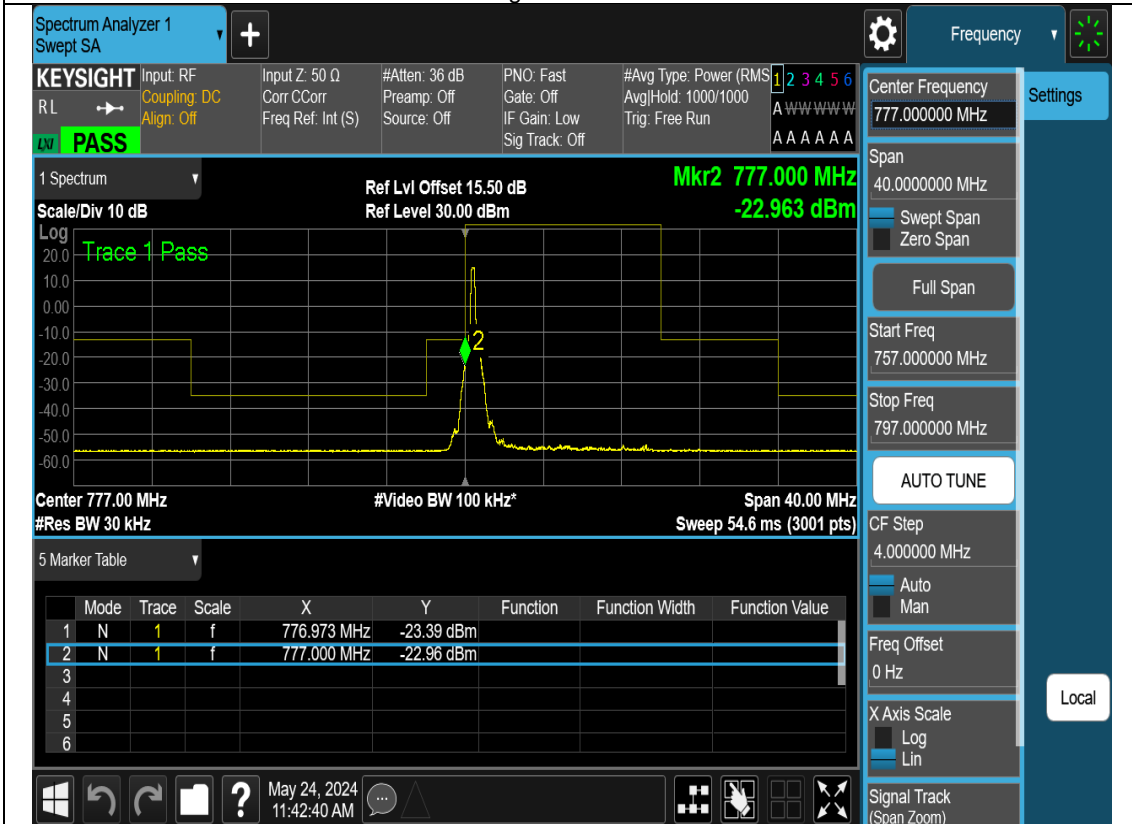 Spectrum Analyzer 1
Swept SA
+
Frequency
KEYSIGHT
RL
LXI PASS
Input: RF
Coupling: DC
Align: Off
Input Z: 50 Ω
Corr CCorr
Freq Ref: Int (S)
#Atten: 36 dB
Preamp: Off
Source: Off
PNO: Fast
Gate: Off
IF Gain: Low
Sig Track: Off
#Avg Type: Power (RMS
Avg|Hold: 1000/1000
Trig: Free Run
1 2 3 4 5 6
A W W W W W
A A A A A A
Center Frequency
777.000000 MHz
Settings
Span
40.0000000 MHz
Swept Span
Zero Span
Full Span
Start Freq
757.000000 MHz
Stop Freq
797.000000 MHz
AUTO TUNE
CF Step
4.000000 MHz
Auto
Man
Freq Offset
0 Hz
X Axis Scale
Log
Lin
Signal Track
(Span Zoom)
Local
1 Spectrum
Scale/Div 10 dB
Ref Lvl Offset 15.50 dB
Ref Level 30.00 dBm
Mkr2 777.000 MHz
-22.963 dBm
Log
Trace 1 Pass
20.0
10.0
0.00
-10.0
-20.0
-30.0
-40.0
-50.0
-60.0
2
Center 777.00 MHz
#Res BW 30 kHz
#Video BW 100 kHz*
Span 40.00 MHz
Sweep 54.6 ms (3001 pts)
5 Marker Table
Mode Trace Scale X Y Function Function Width Function Value
1 N 1 f 776.973 MHz -23.39 dBm
2 N 1 f 777.000 MHz -22.96 dBm
3
4
5
6
?
May 24, 2024
11:42:40 AM